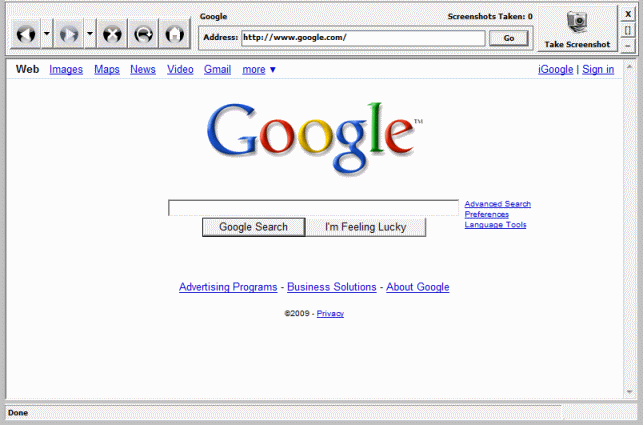 Google Screenshots Taken: 0
Address: http://www.google.com/ Go
Take Screenshot
X
[]
Web Images Maps News Video Gmail more ▼ iGoogle | Sign in
Google™
Advanced Search
Preferences
Language Tools
Google Search I'm Feeling Lucky
Advertising Programs - Business Solutions - About Google
©2009 - Privacy
Done